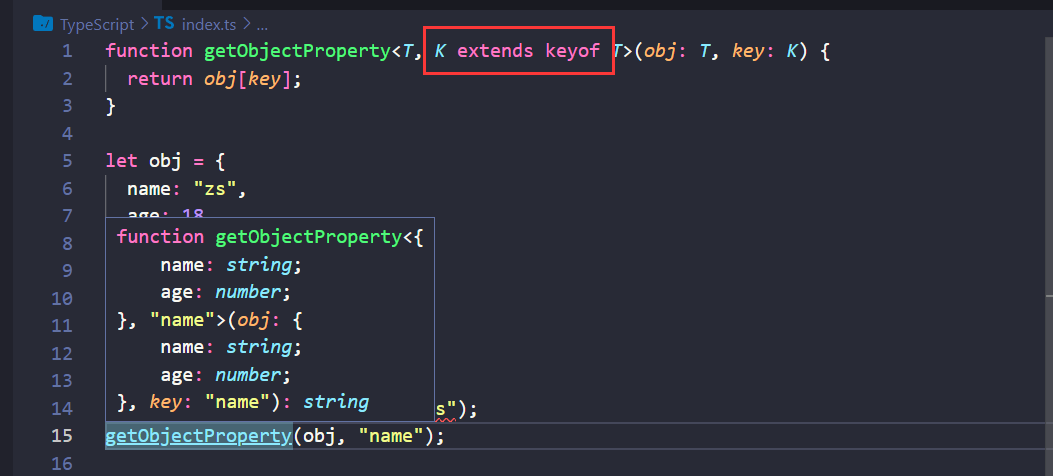 TypeScript > TS index.ts > ...
1 function getObjectProperty<T, K extends keyof T>(obj: T, key: K) {
2 return obj[key];
3 }
4
5 let obj = {
6 name: "zs",
7 age: 18
8 function getObjectProperty<{
9 name: string;
10 age: number;
11 }, "name">(obj: {
12 name: string;
13 age: number;
}, key: "name"): string
14 s");
15 getObjectProperty(obj, "name");
16